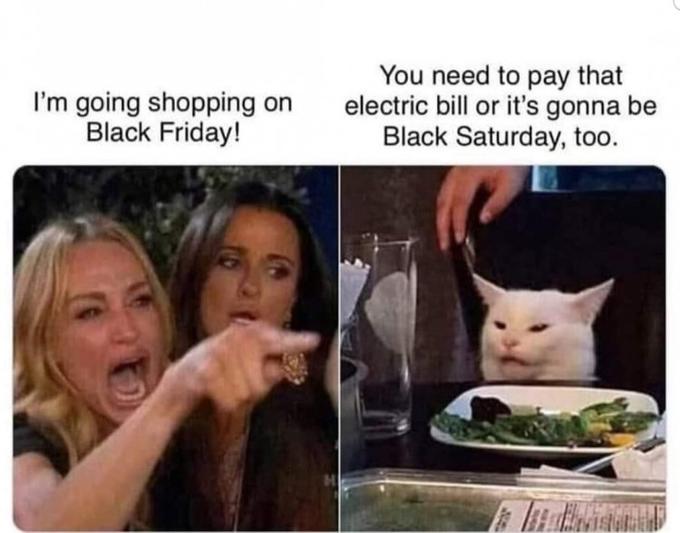 I'm going shopping on
Black Friday!
You need to pay that
electric bill or it's gonna be
Black Saturday, too.